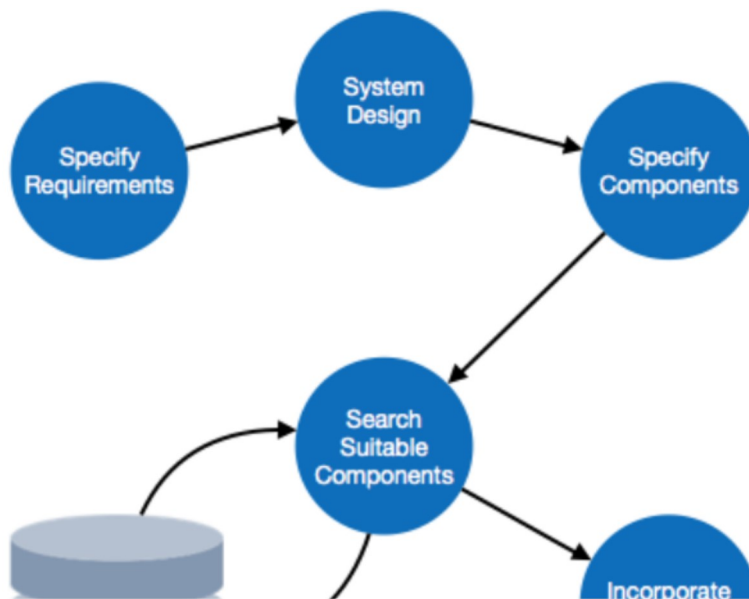 System
Design
Specify
Requirements
Specify
Components
Search
Suitable
Components
Incorporate